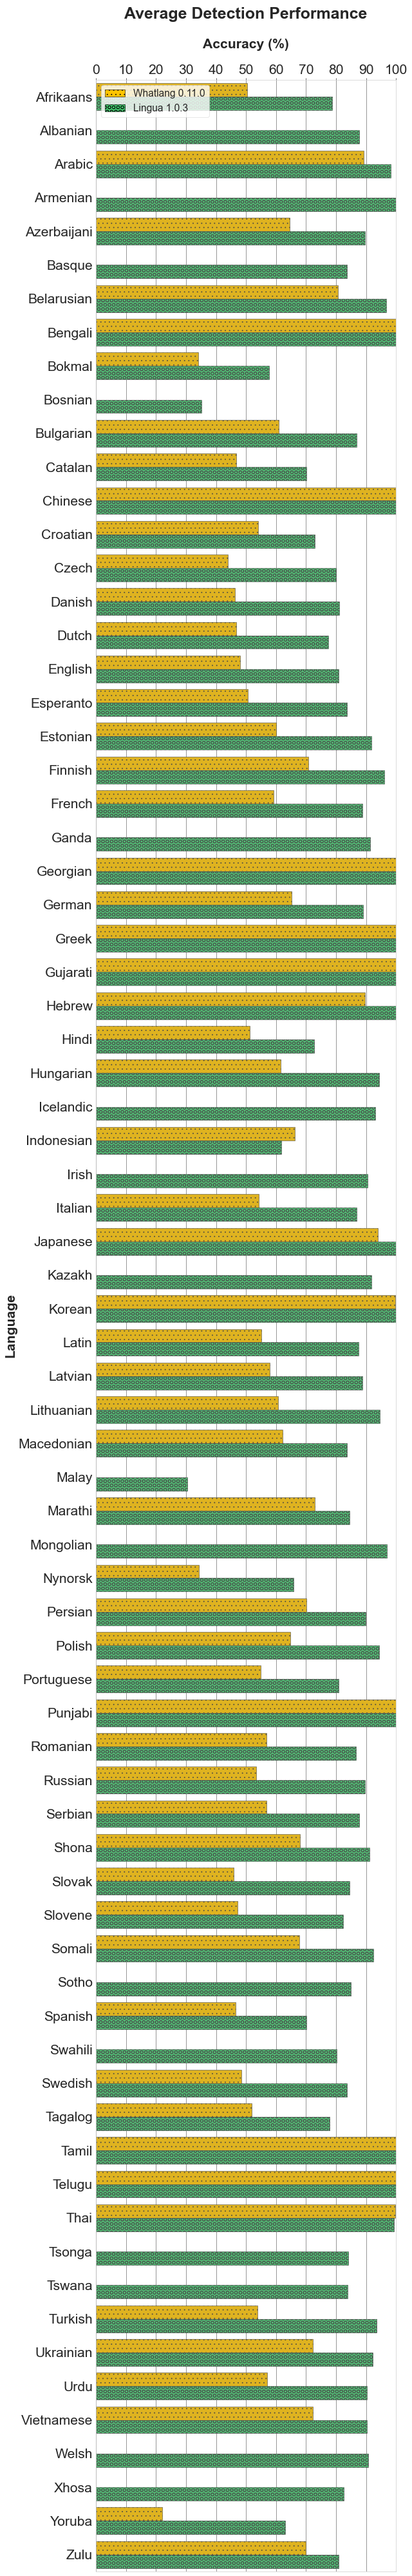 Average Detection Performance
Accuracy (%)
0 10 20 30 40 50 60 70 80 90 100
Whatlang 0.11.0
Lingua 1.0.3
Language
Afrikaans
Albanian
Arabic
Armenian
Azerbaijani
Basque
Belarusian
Bengali
Bokmal
Bosnian
Bulgarian
Catalan
Chinese
Croatian
Czech
Danish
Dutch
English
Esperanto
Estonian
Finnish
French
Ganda
Georgian
German
Greek
Gujarati
Hebrew
Hindi
Hungarian
Icelandic
Indonesian
Irish
Italian
Japanese
Kazakh
Korean
Latin
Latvian
Lithuanian
Macedonian
Malay
Marathi
Mongolian
Nynorsk
Persian
Polish
Portuguese
Punjabi
Romanian
Russian
Serbian
Shona
Slovak
Slovene
Somali
Sotho
Spanish
Swahili
Swedish
Tagalog
Tamil
Telugu
Thai
Tsonga
Tswana
Turkish
Ukrainian
Urdu
Vietnamese
Welsh
Xhosa
Yoruba
Zulu